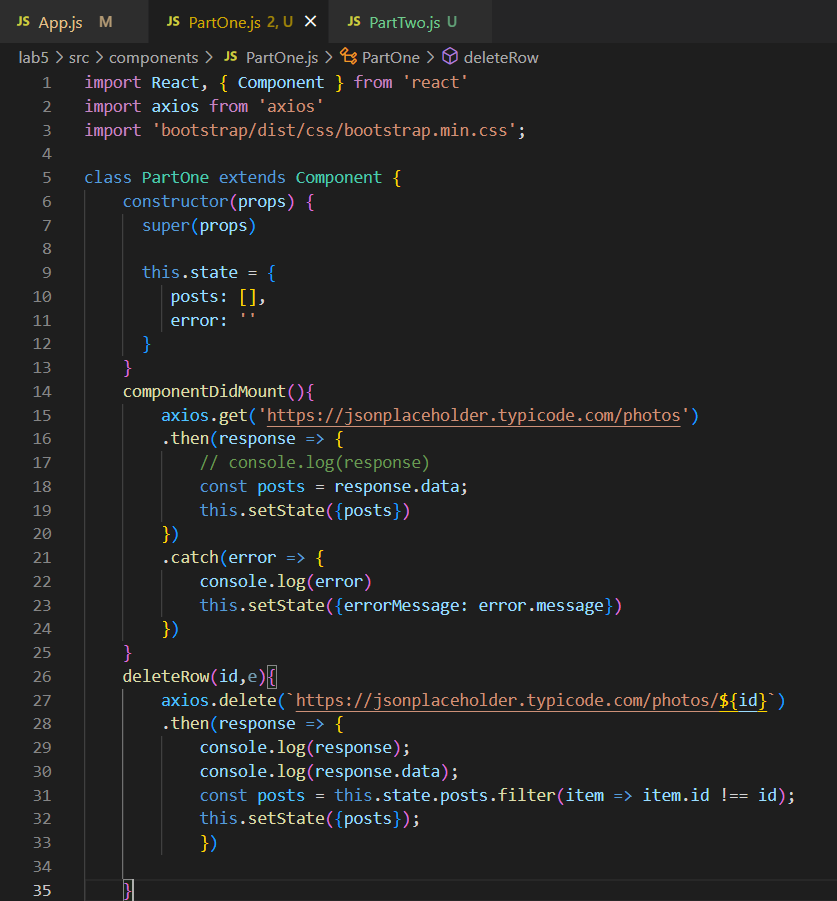 JS App.js M JS PartOne.js 2, U × JS PartTwo.js U
lab5 > src > components > JS PartOne.js > PartOne > deleteRow
1 import React, { Component } from 'react'
2 import axios from 'axios'
3 import 'bootstrap/dist/css/bootstrap.min.css';
4
5 class PartOne extends Component {
6     constructor(props) {
7       super(props)
8
9       this.state = {
10          posts: [],
11          error: ''
12       }
13     }
14     componentDidMount(){
15         axios.get('https://jsonplaceholder.typicode.com/photos')
16         .then(response => {
17             // console.log(response)
18             const posts = response.data;
19             this.setState({posts})
20         })
21         .catch(error => {
22             console.log(error)
23             this.setState({errorMessage: error.message})
24         })
25     }
26     deleteRow(id,e){
27         axios.delete(`https://jsonplaceholder.typicode.com/photos/${id}`)
28         .then(response => {
29             console.log(response);
30             console.log(response.data);
31             const posts = this.state.posts.filter(item => item.id !== id);
32             this.setState({posts});
33             })
34
35     }